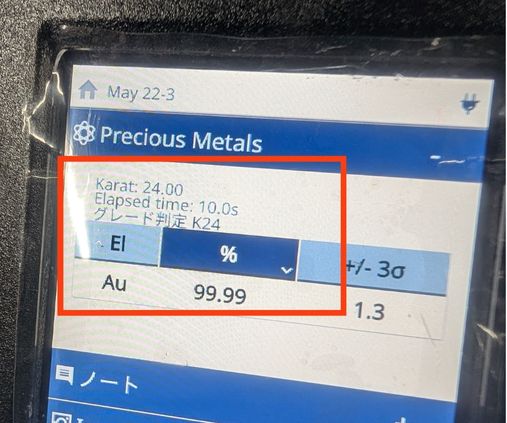 May 22-3
Precious Metals
Karat: 24.00
Elapsed time: 10.0s
グレード判定 K24
El % +/- 3σ
Au 99.99 1.3
ノート